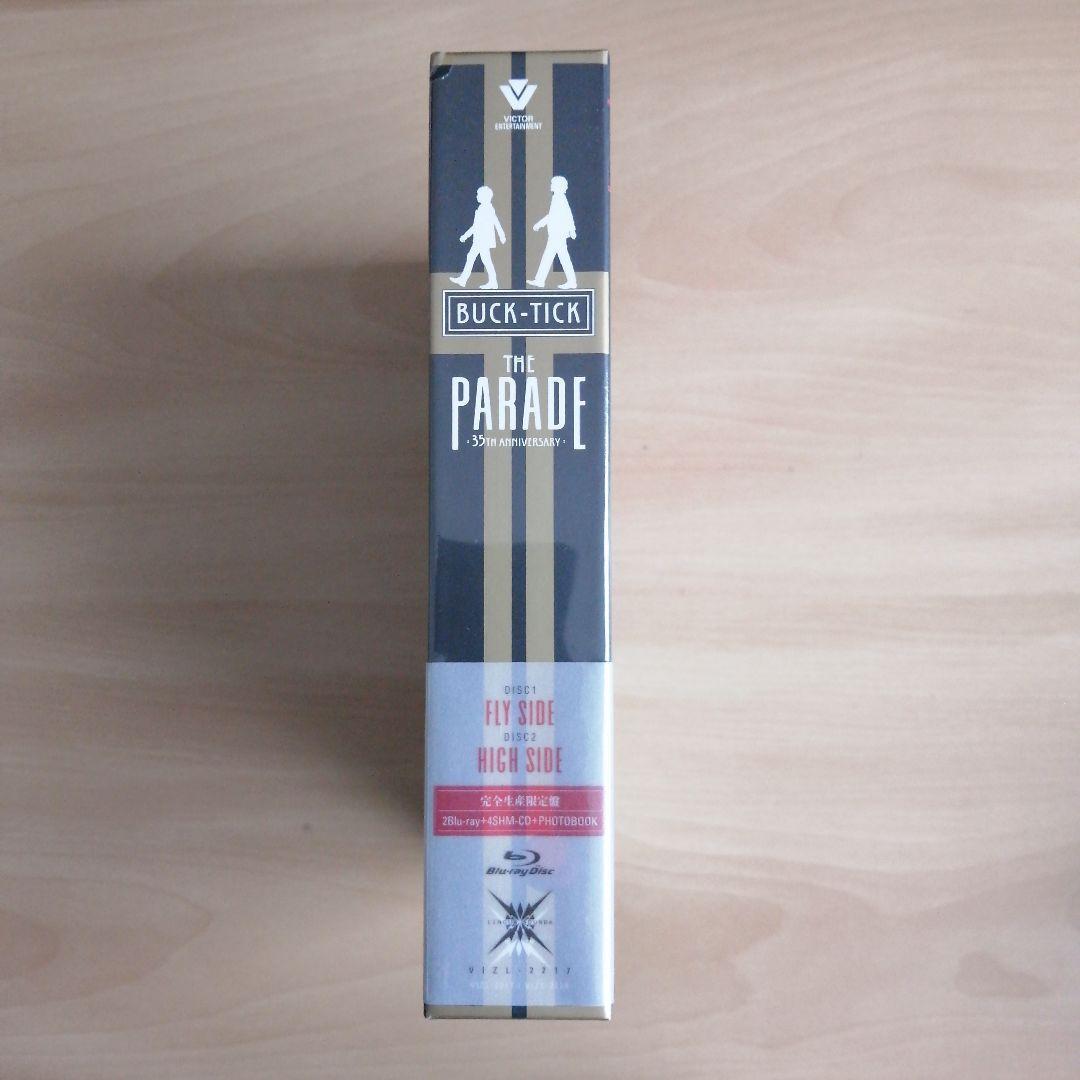 VICTOR
ENTERTAINMENT
BUCK-TICK
THE
PARADE
・35TH ANNIVERSARY・
DISC1
FLY SIDE
DISC2
HIGH SIDE
完全生産限定盤
2Blu-ray+4SHM-CD+PHOTOBOOK
Blu-ray Disc
VIZL-2217